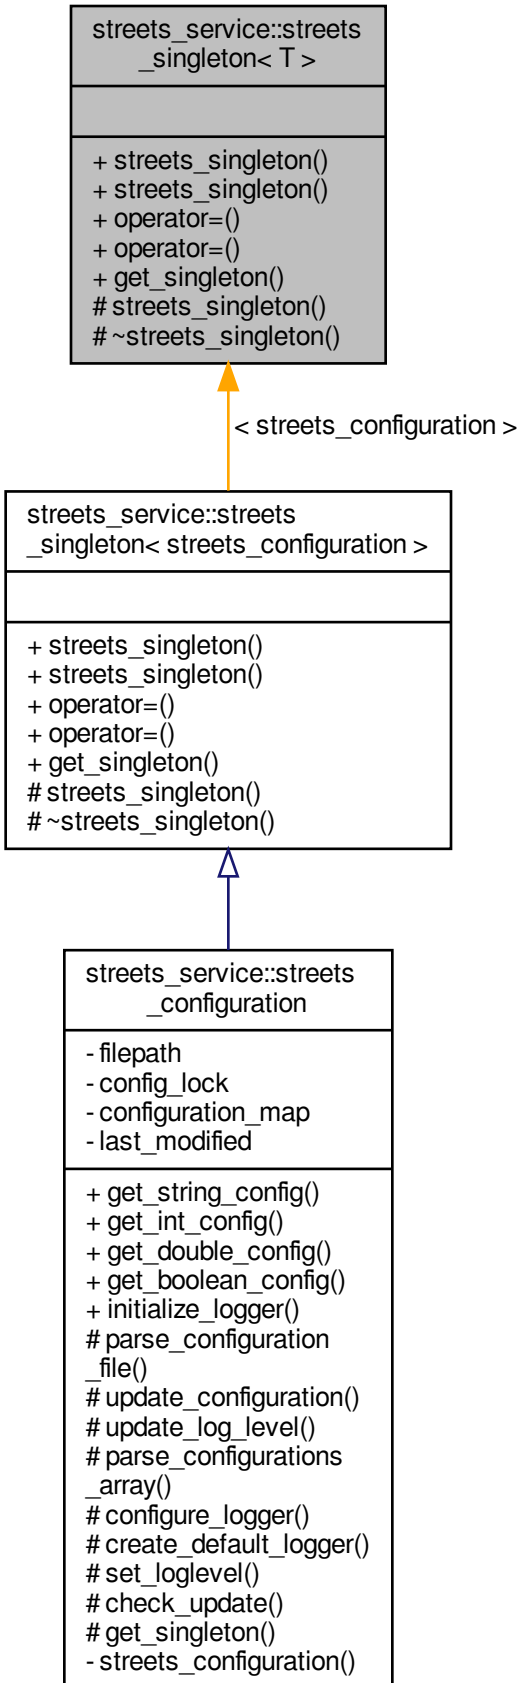 streets_service::streets
_singleton< T >
+ streets_singleton()
+ streets_singleton()
+ operator=()
+ operator=()
+ get_singleton()
# streets_singleton()
# ~streets_singleton()
< streets_configuration >
streets_service::streets
_singleton< streets_configuration >
+ streets_singleton()
+ streets_singleton()
+ operator=()
+ operator=()
+ get_singleton()
# streets_singleton()
# ~streets_singleton()
streets_service::streets
_configuration
- filepath
- config_lock
- configuration_map
- last_modified
+ get_string_config()
+ get_int_config()
+ get_double_config()
+ get_boolean_config()
+ initialize_logger()
# parse_configuration
_file()
# update_configuration()
# update_log_level()
# parse_configurations
_array()
# configure_logger()
# create_default_logger()
# set_loglevel()
# check_update()
# get_singleton()
- streets_configuration()